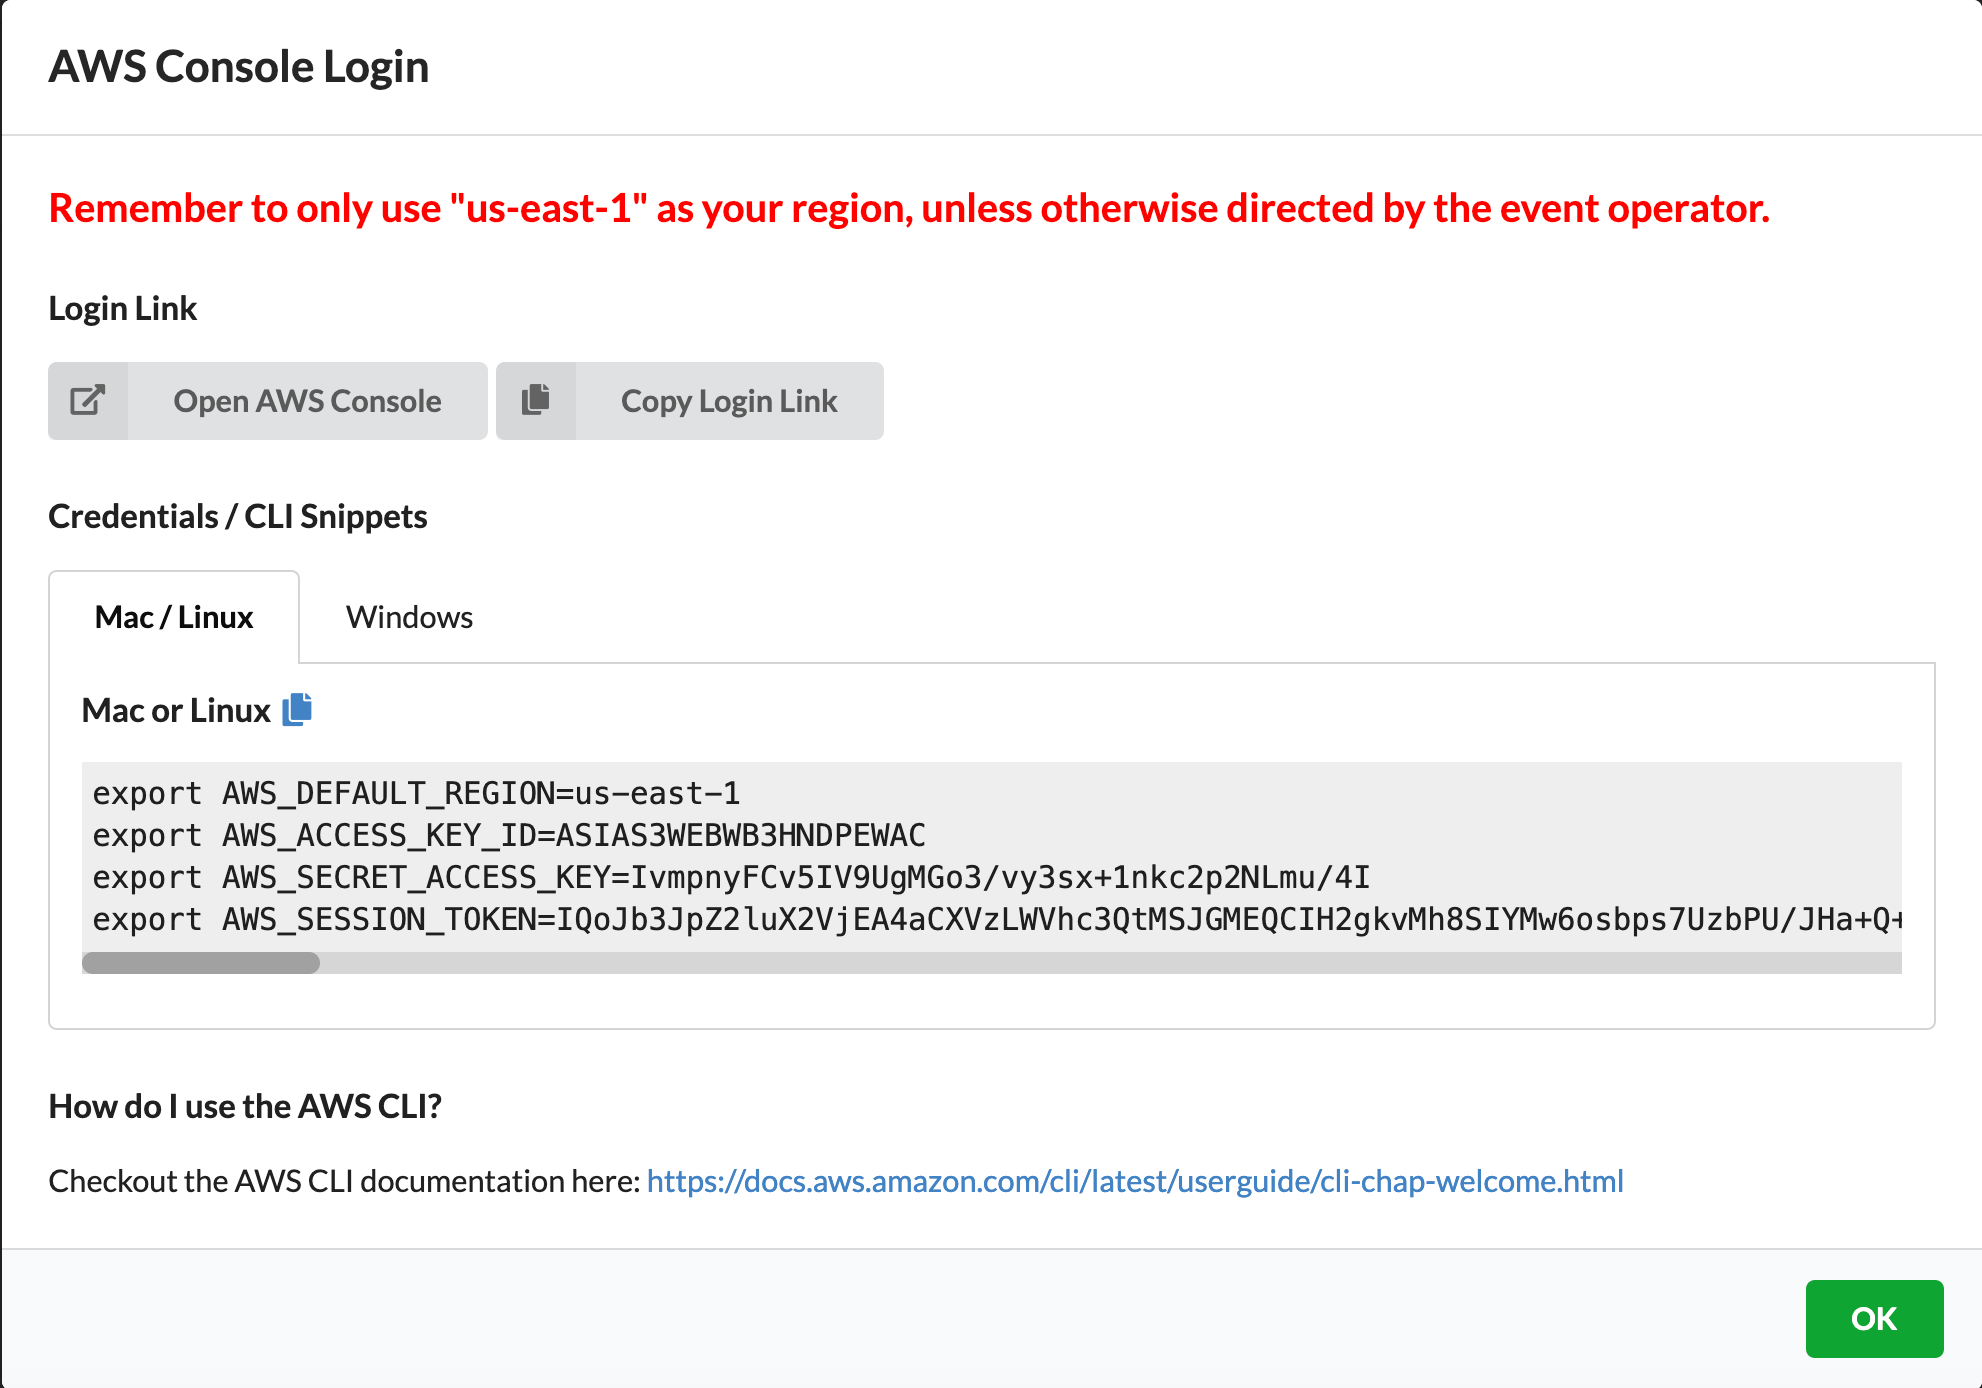 AWS Console Login
Remember to only use "us-east-1" as your region, unless otherwise directed by the event operator.
Login Link
Open AWS Console
Copy Login Link
Credentials / CLI Snippets
Mac / Linux
Windows
Mac or Linux
export AWS_DEFAULT_REGION=us-east-1
export AWS_ACCESS_KEY_ID=ASIAS3WEBWB3HNDPEWAC
export AWS_SECRET_ACCESS_KEY=IvmpnyFCv5IV9UgMGo3/vy3sx+1nkc2p2NLmu/4I
export AWS_SESSION_TOKEN=IQoJb3JpZ2luX2VjEA4aCXVzLWVhc3QtMSJGMEQCIH2gkvMh8SIYMw6osbps7UzbPU/JHa+Q+
How do I use the AWS CLI?
Checkout the AWS CLI documentation here: https://docs.aws.amazon.com/cli/latest/userguide/cli-chap-welcome.html
OK